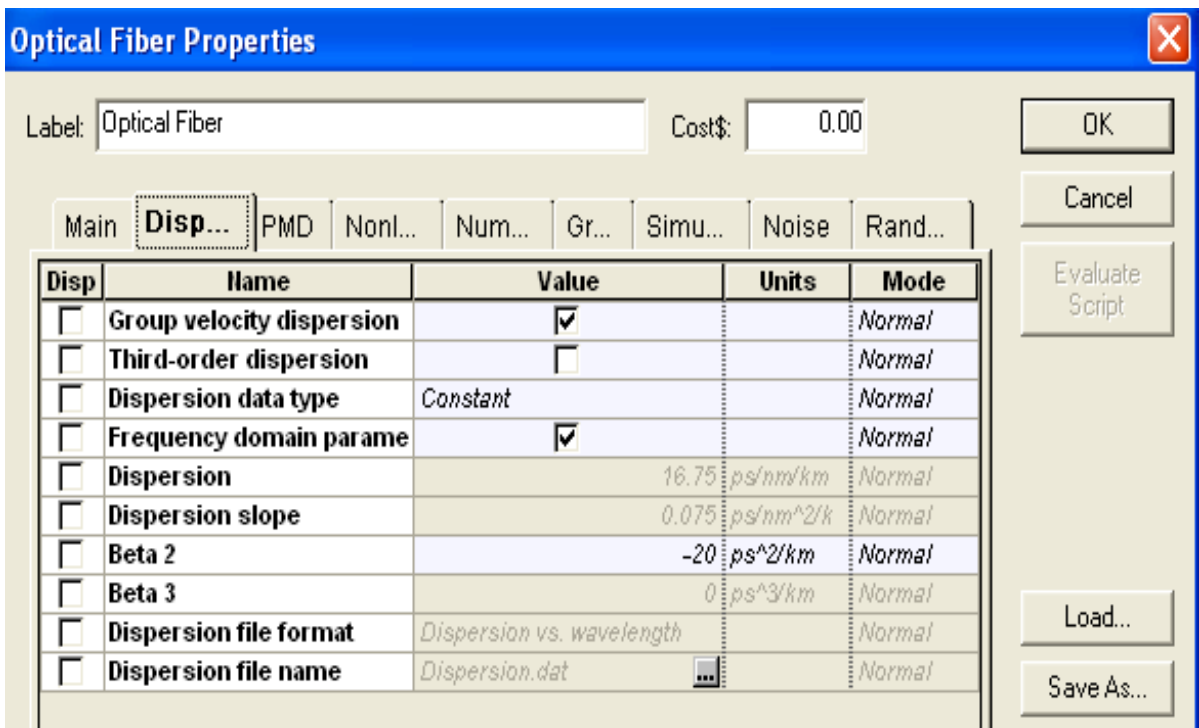 Optical Fiber Properties
Label: Optical Fiber Cost$: 0.00 OK
Cancel
Evaluate Script
Main Disp... PMD Nonl... Num... Gr... Simu... Noise Rand...
Disp Name Value Units Mode
Group velocity dispersion Normal
Third-order dispersion Normal
Dispersion data type Constant Normal
Frequency domain parame Normal
Dispersion 16.75 ps/nm/km Normal
Dispersion slope 0.075 ps/nm^2/k Normal
Beta 2 -20 ps^2/km Normal
Beta 3 0 ps^3/km Normal
Dispersion file format Dispersion vs. wavelength Normal
Dispersion file name Dispersion.dat ... Normal
Load...
Save As...